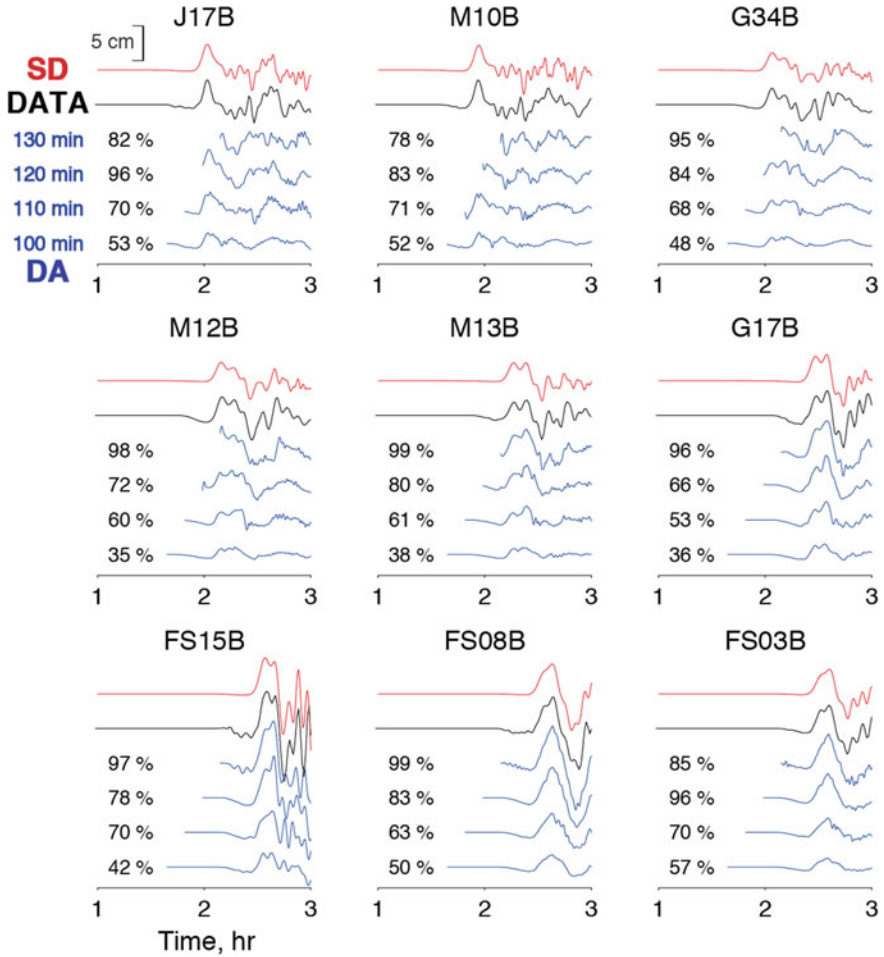 J17B M10B G34B
5 cm
SD
DATA
130 min 82 % 78 % 95 %
120 min 96 % 83 % 84 %
110 min 70 % 71 % 68 %
100 min 53 % 52 % 48 %
DA
1 2 3 1 2 3 1 2 3
M12B M13B G17B
98 % 99 % 96 %
72 % 80 % 66 %
60 % 61 % 53 %
35 % 38 % 36 %
1 2 3 1 2 3 1 2 3
FS15B FS08B FS03B
97 % 99 % 85 %
78 % 83 % 96 %
70 % 63 % 70 %
42 % 50 % 57 %
1 2 3 1 2 3 1 2 3
Time, hr